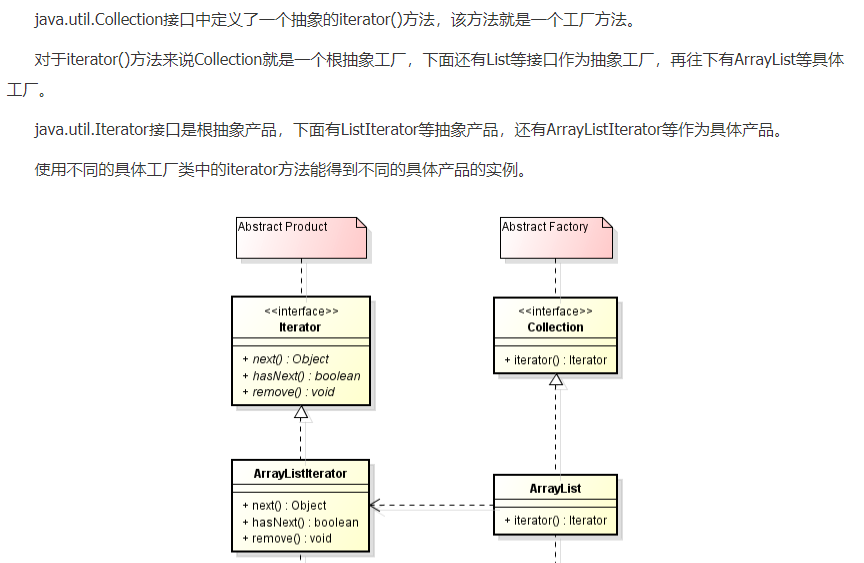 java.util.Collection接口中定义了一个抽象的iterator()方法，该方法就是一个工厂方法。
对于iterator()方法来说Collection就是一个根抽象工厂，下面还有List等接口作为抽象工厂，再往下有ArrayList等具体
工厂。
java.util.Iterator接口是根抽象产品，下面有ListIterator等抽象产品，还有ArrayListIterator等作为具体产品。
使用不同的具体工厂类中的iterator方法能得到不同的具体产品的实例。
Abstract Product
Abstract Factory
<<interface>>
Iterator
+ next() : Object
+ hasNext() : boolean
+ remove() : void
<<interface>>
Collection
+ iterator() : Iterator
ArrayListIterator
+ next() : Object
+ hasNext() : boolean
+ remove() : void
ArrayList
+ iterator() : Iterator